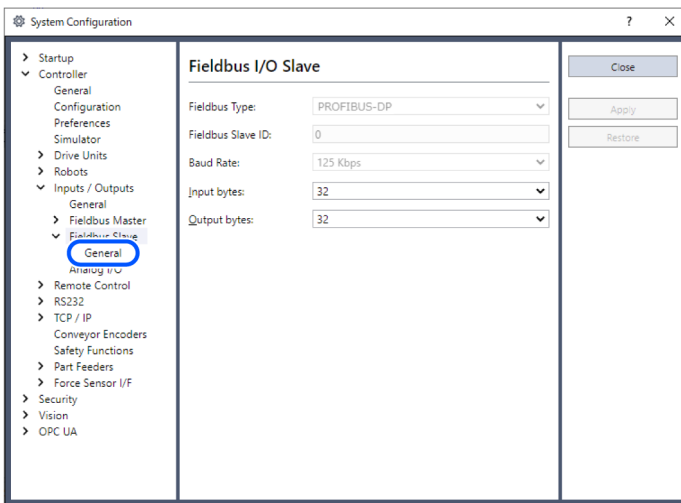 System Configuration
?
Startup
Controller
General
Configuration
Preferences
Simulator
Drive Units
Robots
Inputs / Outputs
General
Fieldbus Master
Fieldbus Slave
General
Analog I/O
Remote Control
RS232
TCP / IP
Conveyor Encoders
Safety Functions
Part Feeders
Force Sensor I/F
Security
Vision
OPC UA
Fieldbus I/O Slave
Fieldbus Type: PROFIBUS-DP
Fieldbus Slave ID: 0
Baud Rate: 125 Kbps
Input bytes: 32
Output bytes: 32
Close
Apply
Restore